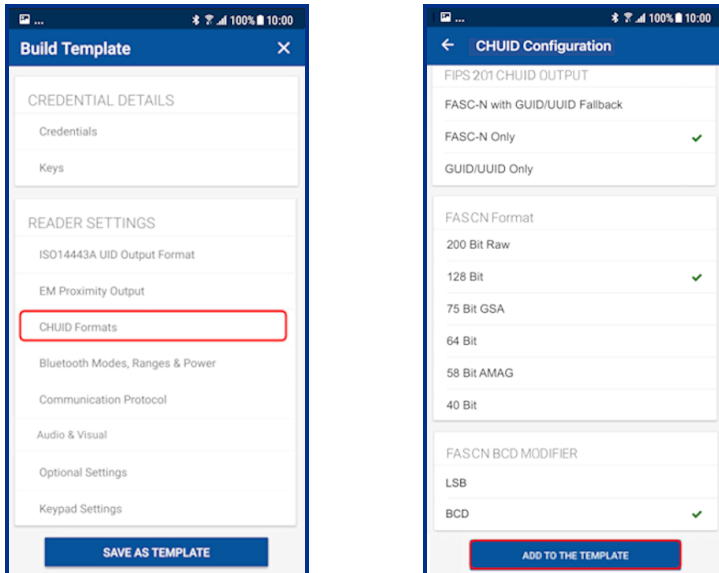 ... 100% 10:00
Build Template
CREDENTIAL DETAILS
Credentials
Keys
READER SETTINGS
ISO14443A UID Output Format
EM Proximity Output
CHUID Formats
Bluetooth Modes, Ranges & Power
Communication Protocol
Audio & Visual
Optional Settings
Keypad Settings
SAVE AS TEMPLATE
... 100% 10:00
CHUID Configuration
FIPS 201 CHUID OUTPUT
FASC-N with GUID/UUID Fallback
FASC-N Only
GUID/UUID Only
FASCN Format
200 Bit Raw
128 Bit
75 Bit GSA
64 Bit
58 Bit AMAG
40 Bit
FASCN BCD MODIFIER
LSB
BCD
ADD TO THE TEMPLATE